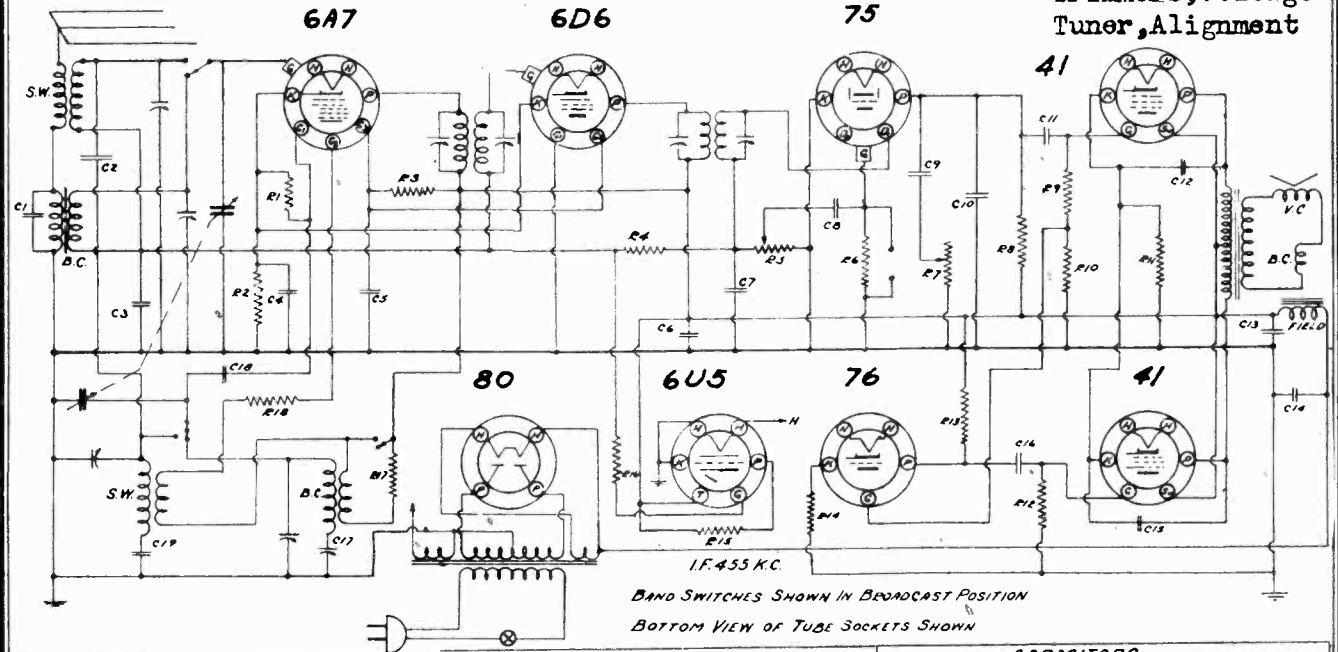 Tuner,Alignment
6A7
6D6
75
41
S.W.
C2
C1
B.C.
C3
R1
R2
C4
R3
C5
R4
C6
C7
R5
C8
R6
C9
R7
C10
R8
C11
R9
R10
R11
C12
V.C.
B.C.
C13
FIELD
C14
C18
R18
80
6U5
76
41
S.W.
C19
B.C.
C17
R17
R16
R15
R14
R13
C16
R12
C15
K
H
H
P
G
G
G
G
K
H
H
P
G
K
H
H
P
G
K
H
H
P
G
H
H
P
P
K
H
H
P
T
G
H
K
H
H
P
G
K
H
H
P
G
I.F. 455 K.C.
BAND SWITCHES SHOWN IN BROADCAST POSITION
BOTTOM VIEW OF TUBE SOCKETS SHOWN